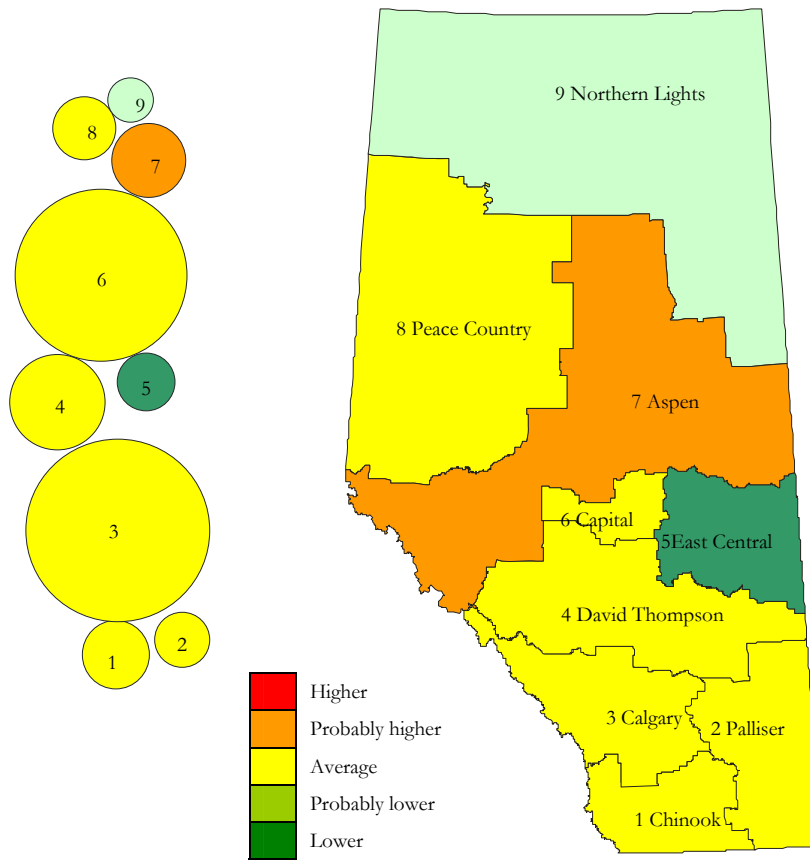 9
8
7
6
5
4
3
2
1
9 Northern Lights
8 Peace Country
7 Aspen
6 Capital
5East Central
4 David Thompson
3 Calgary
2 Palliser
1 Chinook
Higher
Probably higher
Average
Probably lower
Lower